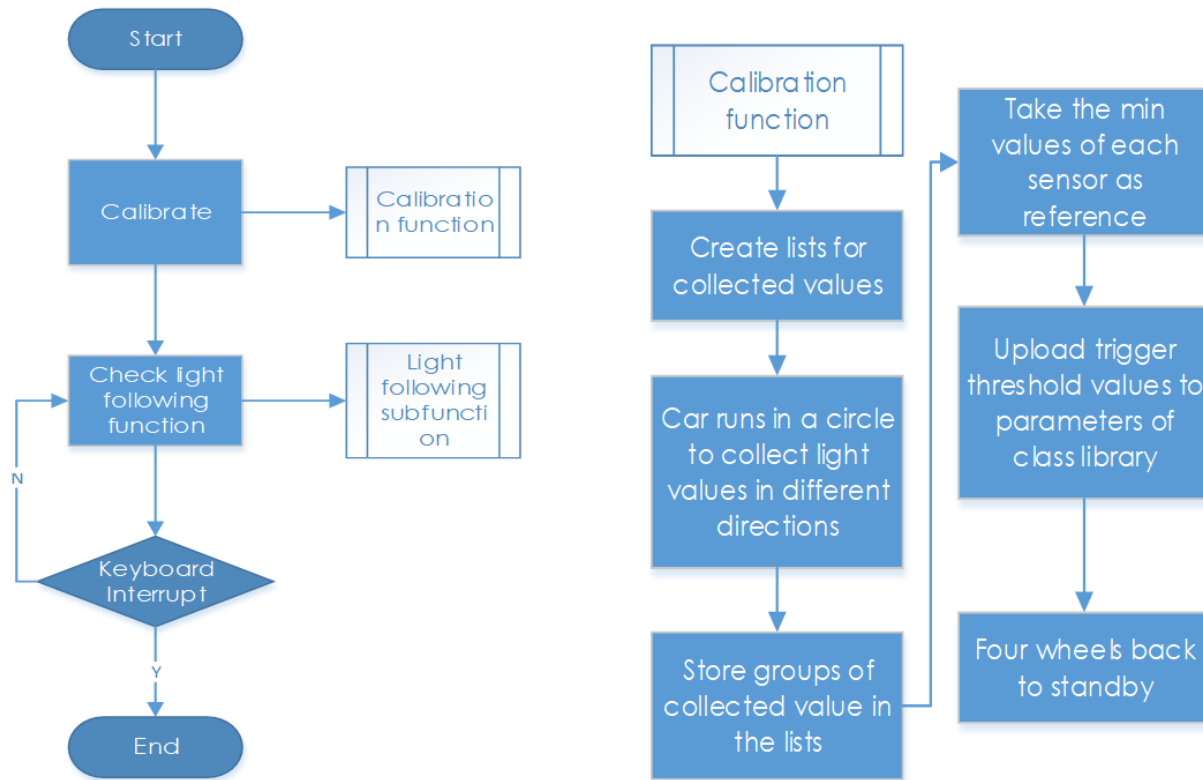 Start
Calibrate
Calibratio
n function
Check light
following
function
Light
following
subfuncti
on
N
Keyboard
Interrupt
Y
End
Calibration
function
Create lists for
collected values
Car runs in a circle
to collect light
values in different
directions
Store groups of
collected value in
the lists
Take the min
values of each
sensor as
reference
Upload trigger
threshold values to
parameters of
class library
Four wheels back
to standby